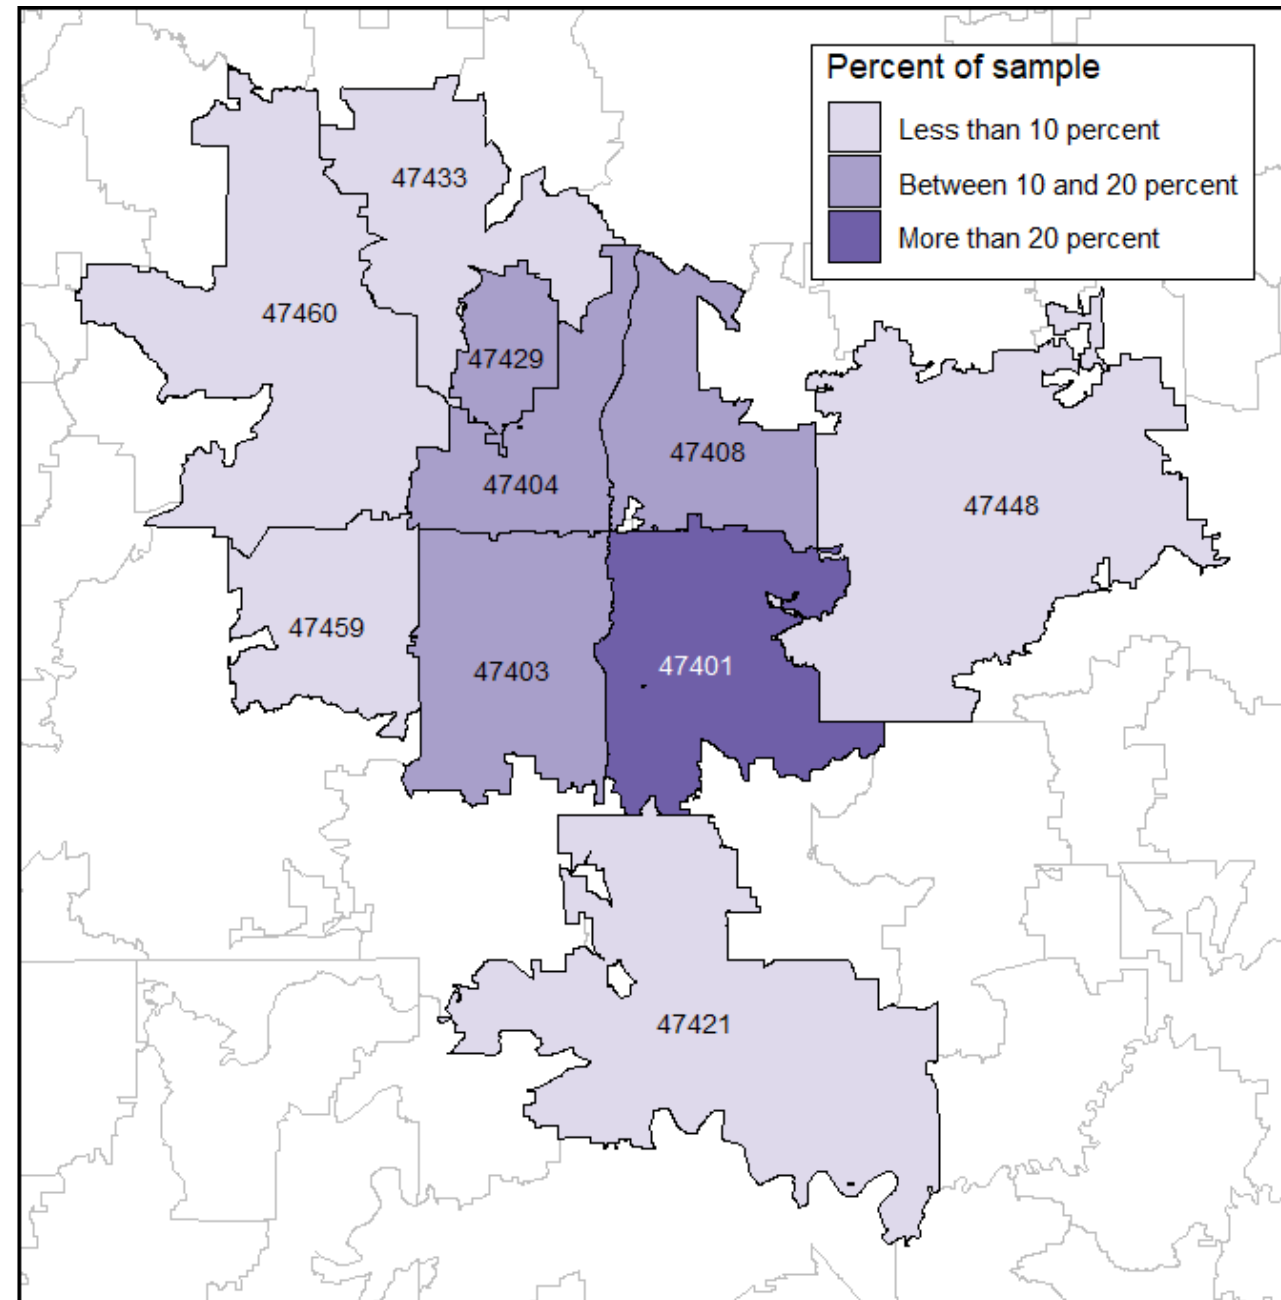 Percent of sample
Less than 10 percent
Between 10 and 20 percent
More than 20 percent
47433
47460
47429
47408
47404
47448
47459
47403
47401
47421